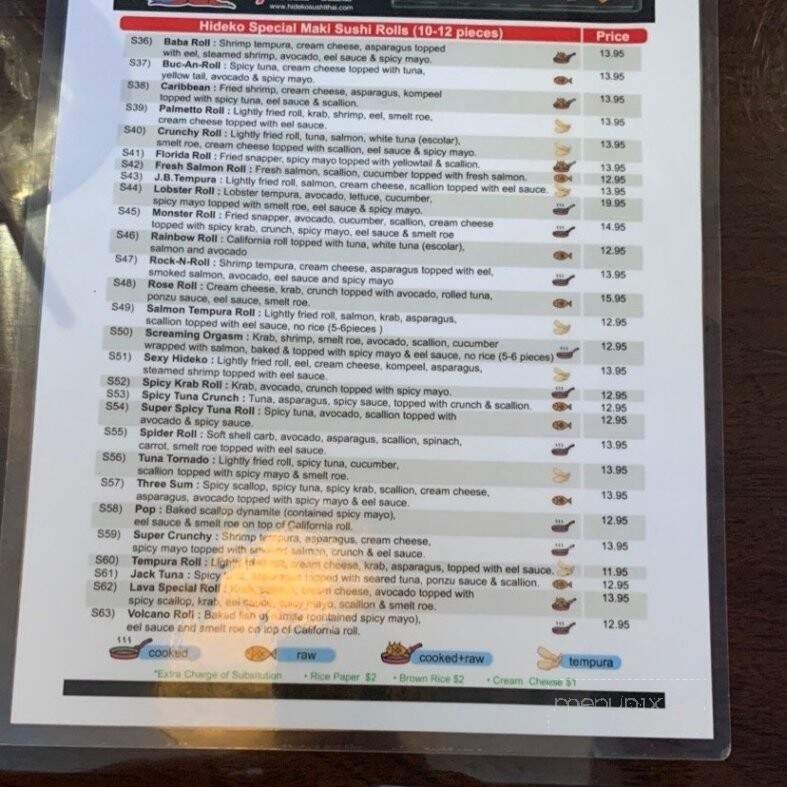 www.hidekosushithai.com
Hideko Special Maki Sushi Rolls (10-12 pieces) Price
S36) Baba Roll : Shrimp tempura, cream cheese, asparagus topped
with eel, steamed shrimp, avocado, eel sauce & spicy mayo. 13.95
S37) Buc-An-Roll : Spicy tuna, cream cheese topped with tuna,
yellow tail, avocado & spicy mayo. 13.95
S38) Caribbean : Fried shrimp, cream cheese, asparagus, kompeel
topped with spicy tuna, eel sauce & scallion. 13.95
S39) Palmetto Roll : Lightly fried roll, krab, shrimp, eel, smelt roe,
cream cheese topped with eel sauce. 13.95
S40) Crunchy Roll : Lightly fried roll, tuna, salmon, white tuna (escolar),
smelt roe, cream cheese topped with scallion, eel sauce & spicy mayo. 13.95
S41) Florida Roll : Fried snapper, spicy mayo topped with yellowtail & scallion. 13.95
S42) Fresh Salmon Roll : Fresh salmon, scallion, cucumber topped with fresh salmon. 12.95
S43) J.B.Tempura : Lightly fried roll, salmon, cream cheese, scallion topped with eel sauce. 13.95
S44) Lobster Roll : Lobster tempura, avocado, lettuce, cucumber,
spicy mayo topped with smelt roe, eel sauce & spicy mayo. 19.95
S45) Monster Roll : Fried snapper, avocado, cucumber, scallion, cream cheese
topped with spicy krab, crunch, spicy mayo, eel sauce & smelt roe 14.95
S46) Rainbow Roll : California roll topped with tuna, white tuna (escolar),
salmon and avocado 12.95
S47) Rock-N-Roll : Shrimp tempura, cream cheese, asparagus topped with eel,
smoked salmon, avocado, eel sauce and spicy mayo 13.95
S48) Rose Roll : Cream cheese, krab, crunch topped with avocado, rolled tuna,
ponzu sauce, eel sauce, smelt roe. 15.95
S49) Salmon Tempura Roll : Lightly fried roll, salmon, krab, asparagus,
scallion topped with eel sauce, no rice (5-6pieces ) 12.95
S50) Screaming Orgasm : Krab, shrimp, smelt roe, avocado, scallion, cucumber
wrapped with salmon, baked & topped with spicy mayo & eel sauce, no rice (5-6 pieces) 12.95
S51) Sexy Hideko : Lightly fried roll, eel, cream cheese, kompeel, asparagus,
steamed shrimp topped with eel sauce. 13.95
S52) Spicy Krab Roll : Krab, avocado, crunch topped with spicy mayo. 12.95
S53) Spicy Tuna Crunch : Tuna, asparagus, spicy sauce, topped with crunch & scallion. 12.95
S54) Super Spicy Tuna Roll : Spicy tuna, avocado, scallion topped with
avocado & spicy sauce. 12.95
S55) Spider Roll : Soft shell carb, avocado, asparagus, scallion, spinach,
carrot, smelt roe topped with eel sauce. 13.95
S56) Tuna Tornado : Lightly fried roll, spicy tuna, cucumber,
scallion topped with spicy mayo & smelt roe. 13.95
S57) Three Sum : Spicy scallop, spicy tuna, spicy krab, scallion, cream cheese,
asparagus, avocado topped with spicy mayo & eel sauce. 13.95
S58) Pop : Baked scallop dynamite (contained spicy mayo),
eel sauce & smelt roe on top of California roll. 12.95
S59) Super Crunchy : Shrimp tempura, asparagus, cream cheese,
spicy mayo topped with smoked salmon, crunch & eel sauce. 13.95
S60) Tempura Roll : cream cheese, krab, asparagus, topped with eel sauce. 11.95
S61) Jack Tuna : Spicy topped with seared tuna, ponzu sauce & scallion. 12.95
S62) Lava Special Roll : cream cheese, avocado topped with
spicy scallop, krab, eel sauce, spicy mayo, scallion & smelt roe. 13.95
S63) Volcano Roll : Baked fish dynamite (contained spicy mayo),
eel sauce and smelt roe on top of California roll. 12.95
cooked raw cooked+raw tempura
*Extra Charge of Substitution • Rice Paper $2 • Brown Rice $2 • Cream Cheese $1
menupix